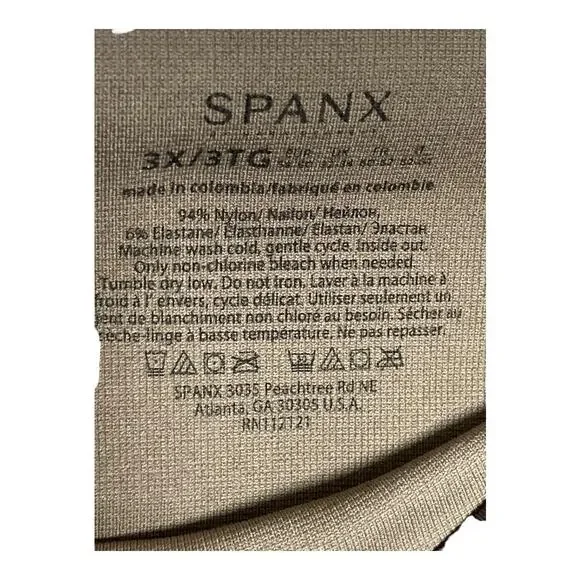 SPANX
3X/3TG
made in colombia/fabriqué en colombie
94% Nylon/ Nailon/ Нейлон,
6% Elastane/ Élasthanne/ Elastan/ Эластан
Machine wash cold, gentle cycle. Inside out.
Only non-chlorine bleach when needed.
Tumble dry low. Do not iron. Laver à la machine à
froid à l' envers, cycle délicat. Utiliser seulement un
de blanchiment non chloré au besoin. Sécher au
sèche-linge à basse température. Ne pas repasser.
SPANX 3035 Peachtree Rd NE
Atlanta, GA 30305 U.S.A.
RN112121